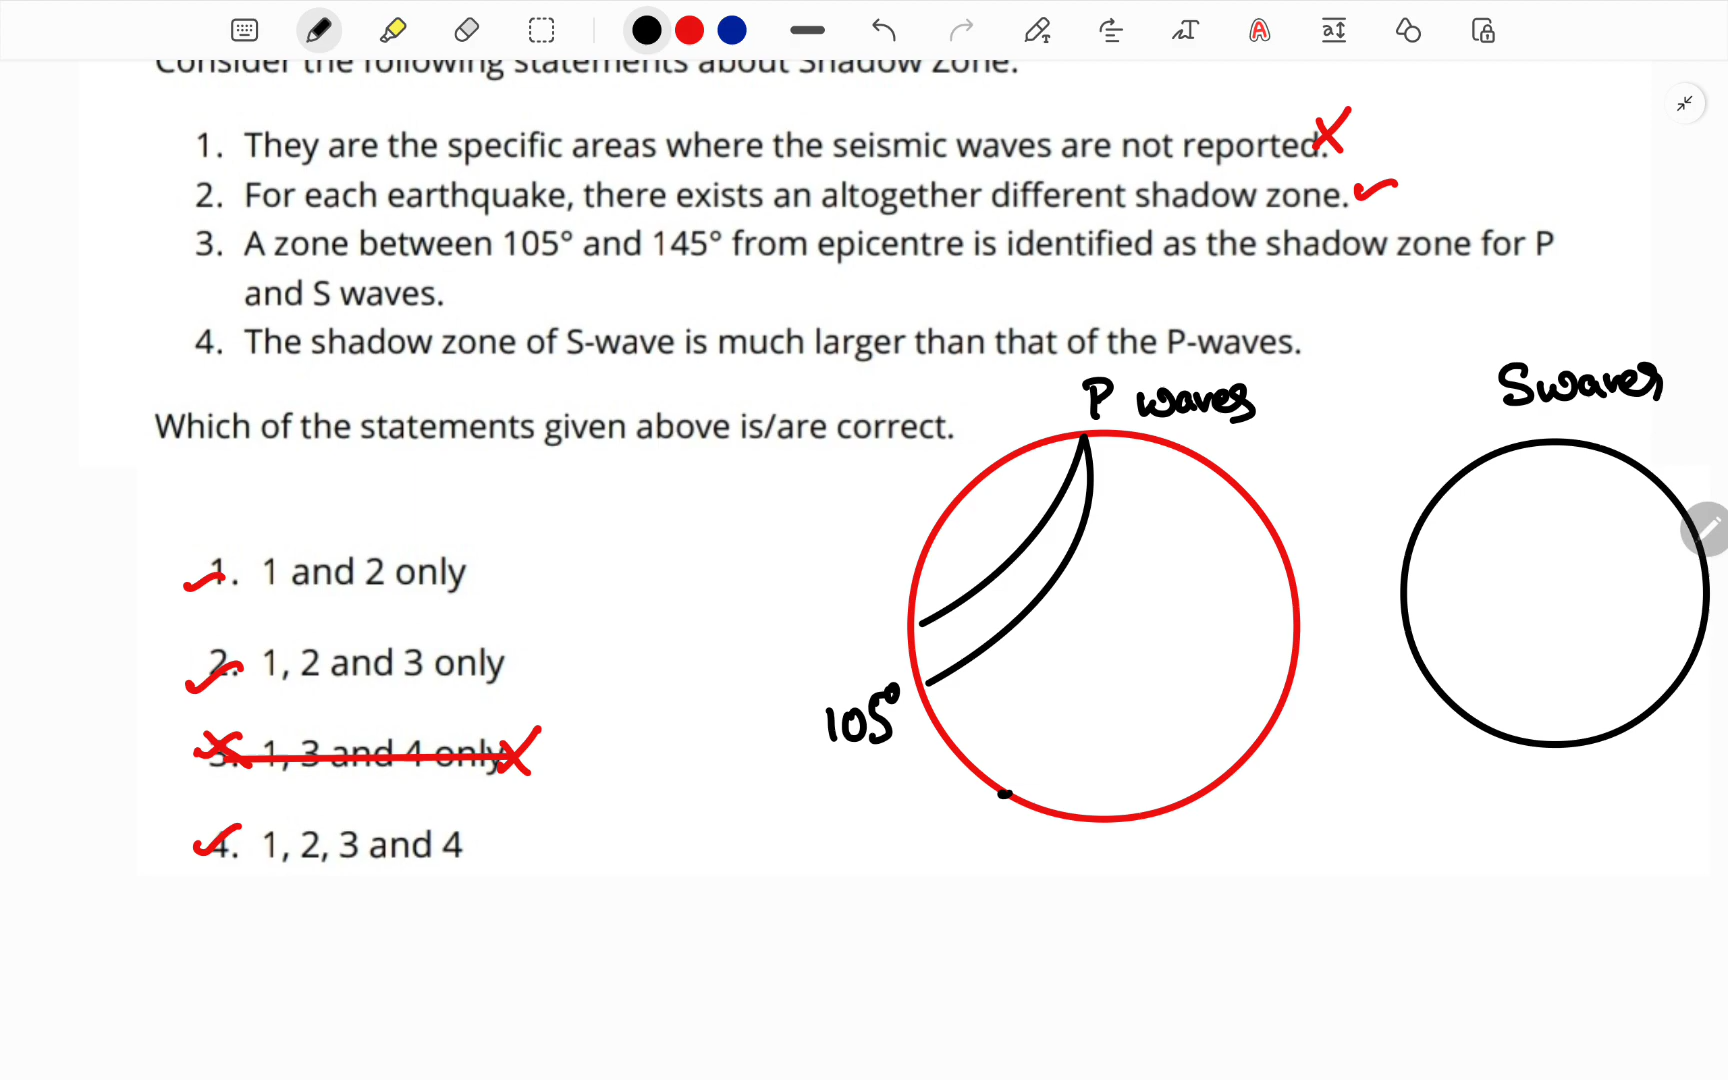 Consider the following statements about Shadow Zone.
1. They are the specific areas where the seismic waves are not reported.
2. For each earthquake, there exists an altogether different shadow zone.
3. A zone between 105° and 145° from epicentre is identified as the shadow zone for P
and S waves.
4. The shadow zone of S-wave is much larger than that of the P-waves.
P waves
S waves
Which of the statements given above is/are correct.
1. 1 and 2 only
2. 1, 2 and 3 only
3. 1, 3 and 4 only
105°
4. 1, 2, 3 and 4